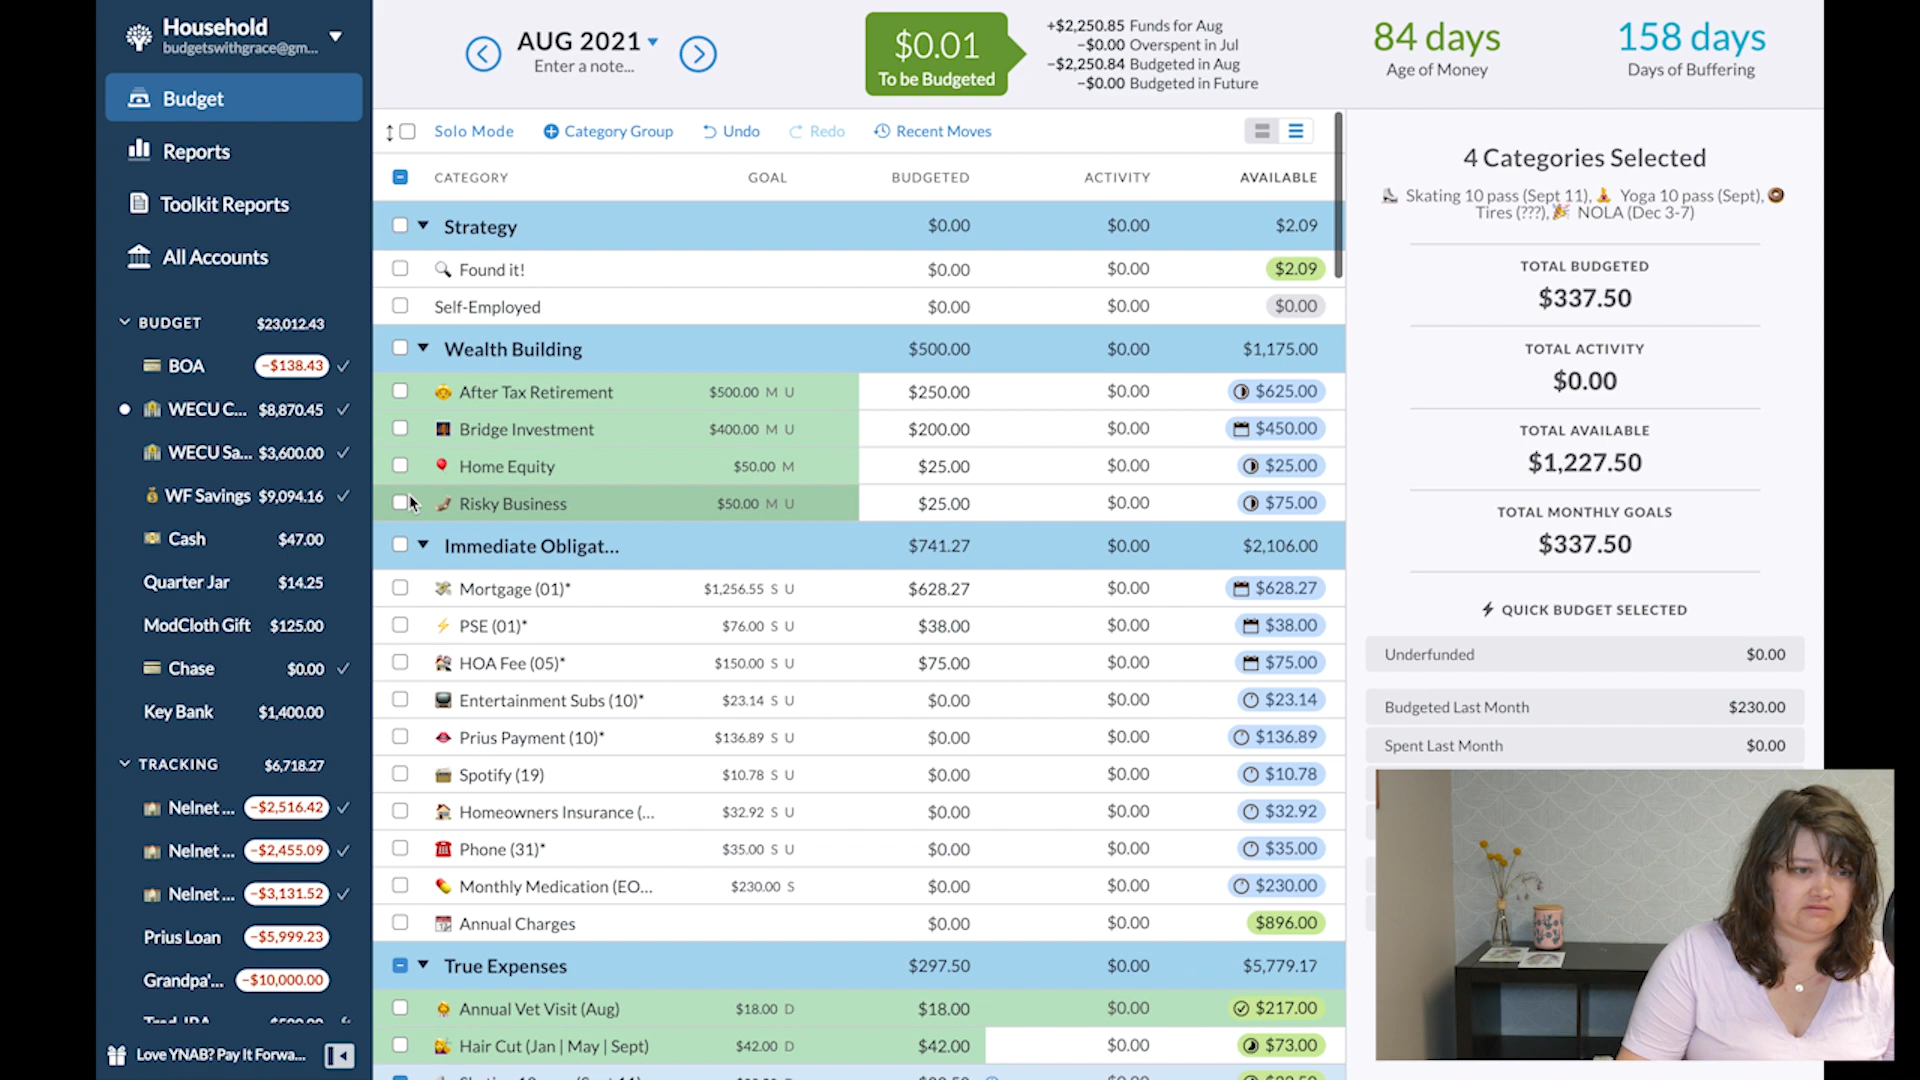 Household
budgetswithgrace@gm...
Budget
Reports
Toolkit Reports
All Accounts
BUDGET $23,012.43
BOA -$138.43
WECU C... $8,870.45
WECU Sa... $3,600.00
WF Savings $9,094.16
Cash $47.00
Quarter Jar $14.25
ModCloth Gift $125.00
Chase $0.00
Key Bank $1,400.00
TRACKING $6,718.27
Nelnet ... -$2,516.42
Nelnet ... -$2,455.09
Nelnet ... -$3,131.52
Prius Loan -$5,999.23
Grandpa'... -$10,000.00
Love YNAB? Pay It Forwa...
AUG 2021
Enter a note...
$0.01
To be Budgeted
+$2,250.85 Funds for Aug
-$0.00 Overspent in Jul
-$2,250.84 Budgeted in Aug
-$0.00 Budgeted in Future
84 days
Age of Money
158 days
Days of Buffering
Solo Mode Category Group Undo Redo Recent Moves
CATEGORY GOAL BUDGETED ACTIVITY AVAILABLE
Strategy $0.00 $0.00 $2.09
Found it! $0.00 $0.00 $2.09
Self-Employed $0.00 $0.00 $0.00
Wealth Building $500.00 $0.00 $1,175.00
After Tax Retirement $500.00 M U $250.00 $0.00 $625.00
Bridge Investment $400.00 M U $200.00 $0.00 $450.00
Home Equity $50.00 M $25.00 $0.00 $25.00
Risky Business $50.00 M U $25.00 $0.00 $75.00
Immediate Obligat... $741.27 $0.00 $2,106.00
Mortgage (01)* $1,256.55 S U $628.27 $0.00 $628.27
PSE (01)* $76.00 S U $38.00 $0.00 $38.00
HOA Fee (05)* $150.00 S U $75.00 $0.00 $75.00
Entertainment Subs (10)* $23.14 S U $0.00 $0.00 $23.14
Prius Payment (10)* $136.89 S U $0.00 $0.00 $136.89
Spotify (19) $10.78 S U $0.00 $0.00 $10.78
Homeowners Insurance (... $32.92 S U $0.00 $0.00 $32.92
Phone (31)* $35.00 S U $0.00 $0.00 $35.00
Monthly Medication (EO... $230.00 S $0.00 $0.00 $230.00
Annual Charges $0.00 $0.00 $896.00
True Expenses $297.50 $0.00 $5,779.17
Annual Vet Visit (Aug) $18.00 D $18.00 $0.00 $217.00
Hair Cut (Jan | May | Sept) $42.00 D $42.00 $0.00 $73.00
4 Categories Selected
Skating 10 pass (Sept 11), Yoga 10 pass (Sept),
Tires (???), NOLA (Dec 3-7)
TOTAL BUDGETED
$337.50
TOTAL ACTIVITY
$0.00
TOTAL AVAILABLE
$1,227.50
TOTAL MONTHLY GOALS
$337.50
QUICK BUDGET SELECTED
Underfunded $0.00
Budgeted Last Month $230.00
Spent Last Month $0.00